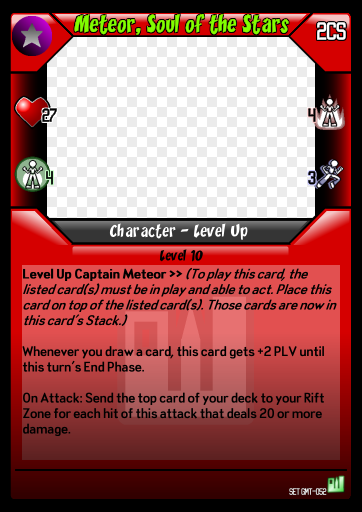 Meteor, Soul of the Stars
2CS
27
4
4
3
Character - Level Up
Level 10
Level Up Captain Meteor >> (To play this card, the
listed card(s) must be in play and able to act. Place this
card on top of the listed card(s). Those cards are now in
this card's Stack.)
Whenever you draw a card, this card gets +2 PLV until
this turn's End Phase.
On Attack: Send the top card of your deck to your Rift
Zone for each hit of this attack that deals 20 or more
damage.
SET GMT-052